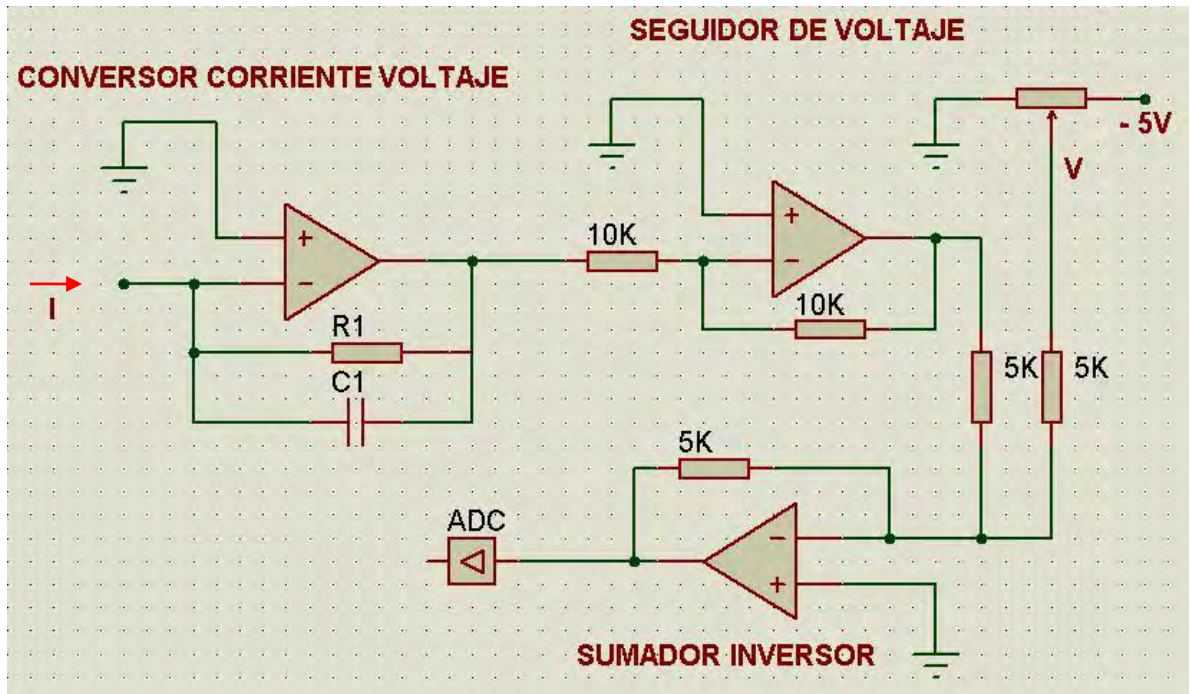 SEGUIDOR DE VOLTAJE
CONVERSOR CORRIENTE VOLTAJE
- 5V
V
+
-
10K
+
-
10K
I
R1
C1
5K
5K
5K
ADC
-
+
SUMADOR INVERSOR